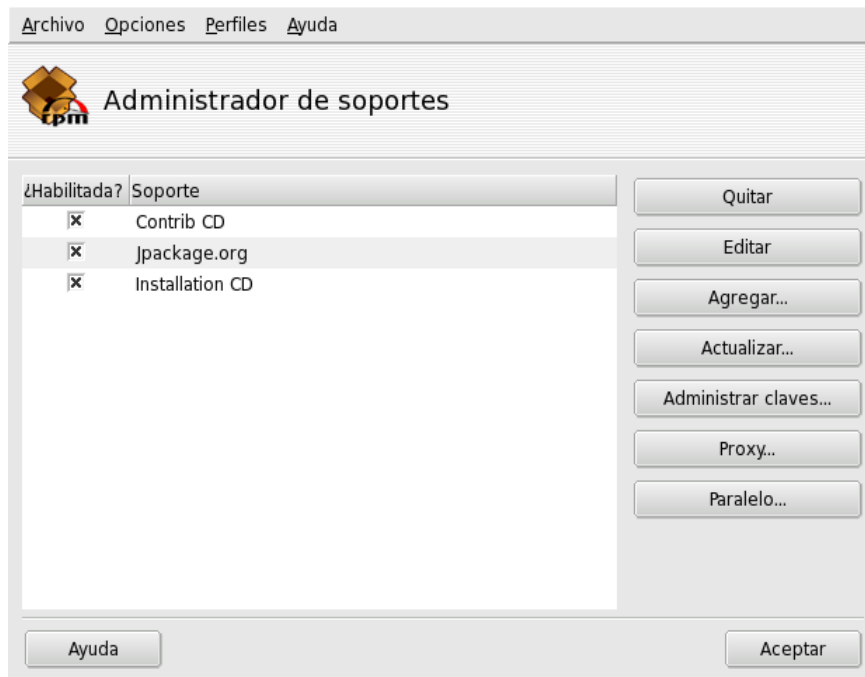 Archivo Opciones Perfiles Ayuda
rpm
Administrador de soportes
¿Habilitada? Soporte
Contrib CD
Jpackage.org
Installation CD
Quitar
Editar
Agregar...
Actualizar...
Administrar claves...
Proxy...
Paralelo...
Ayuda
Aceptar